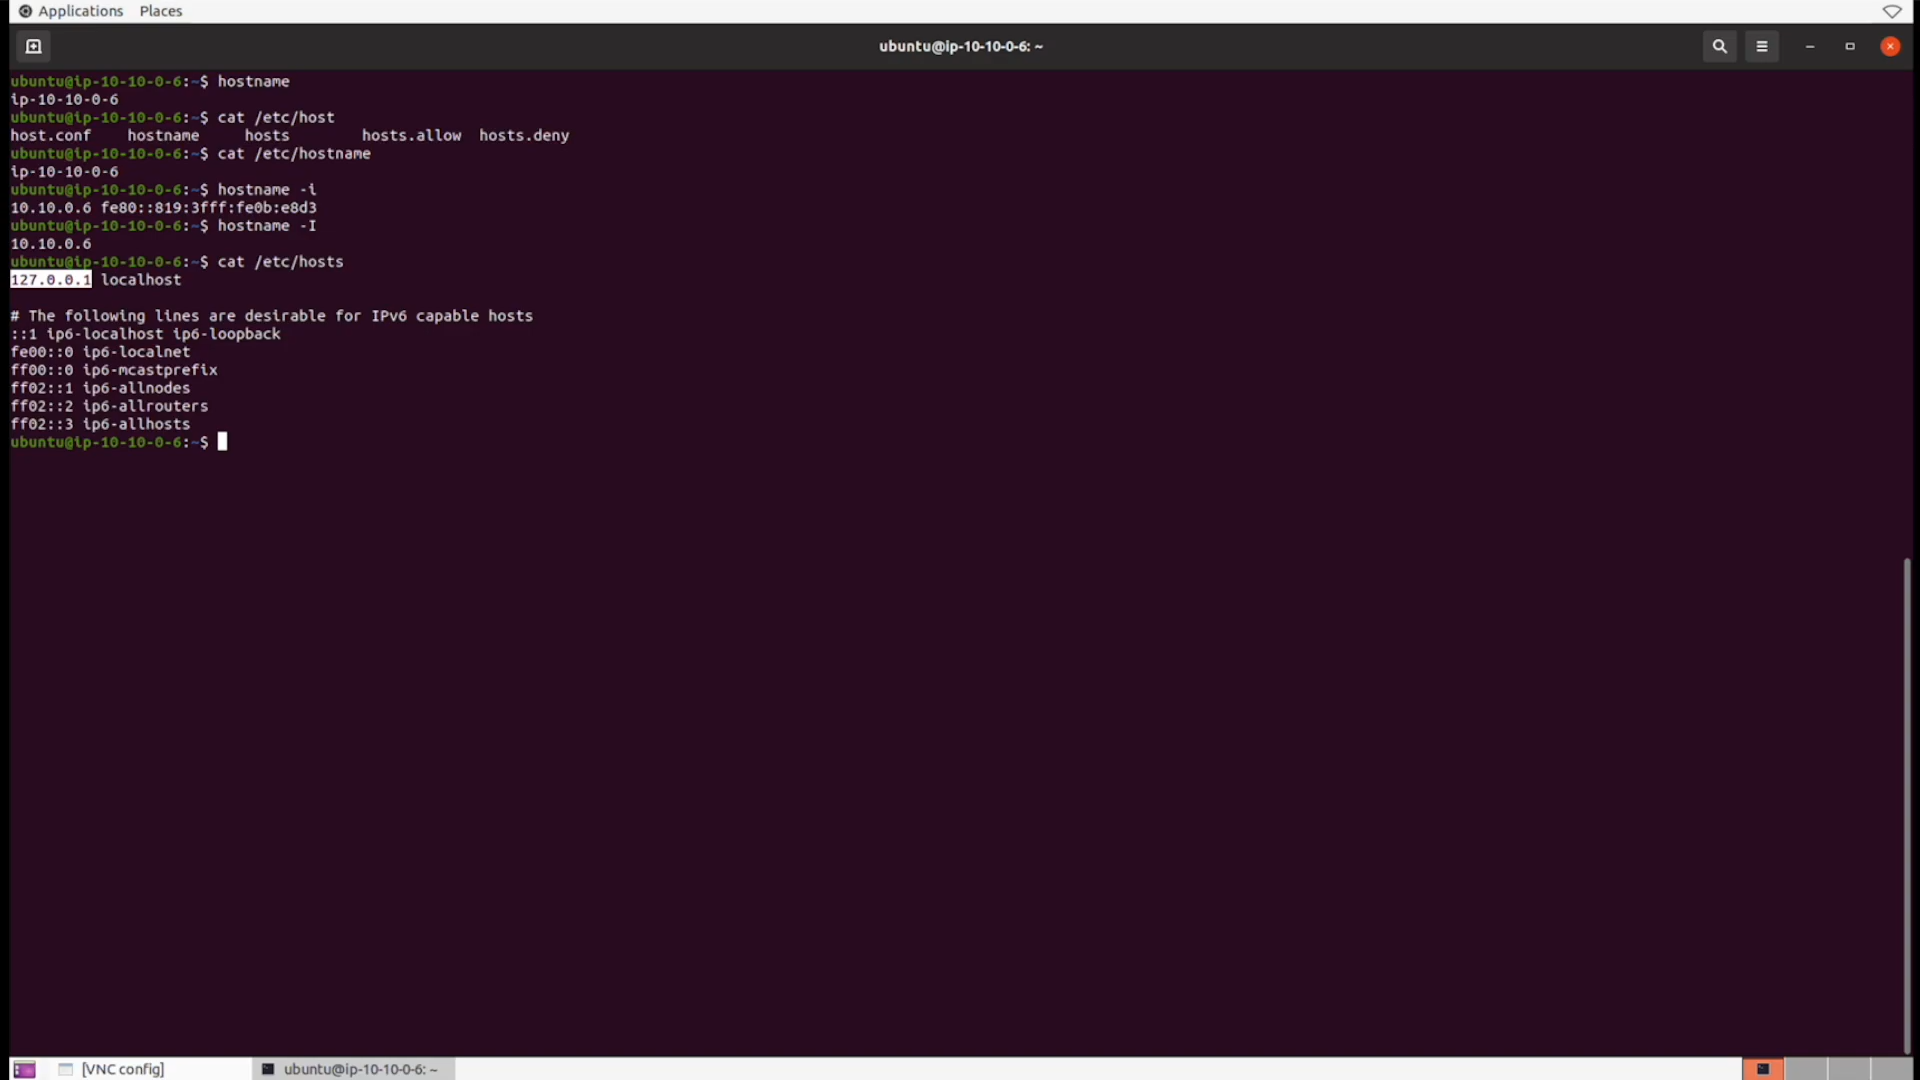 Applications Places
ubuntu@ip-10-10-0-6: ~
ubuntu@ip-10-10-0-6:~$ hostname
ip-10-10-0-6
ubuntu@ip-10-10-0-6:~$ cat /etc/host
host.conf hostname hosts hosts.allow hosts.deny
ubuntu@ip-10-10-0-6:~$ cat /etc/hostname
ip-10-10-0-6
ubuntu@ip-10-10-0-6:~$ hostname -i
10.10.0.6 fe80::819:3fff:fe0b:e8d3
ubuntu@ip-10-10-0-6:~$ hostname -I
10.10.0.6
ubuntu@ip-10-10-0-6:~$ cat /etc/hosts
127.0.0.1 localhost
# The following lines are desirable for IPv6 capable hosts
::1 ip6-localhost ip6-loopback
fe00::0 ip6-localnet
ff00::0 ip6-mcastprefix
ff02::1 ip6-allnodes
ff02::2 ip6-allrouters
ff02::3 ip6-allhosts
ubuntu@ip-10-10-0-6:~$
[VNC config] ubuntu@ip-10-10-0-6: ~